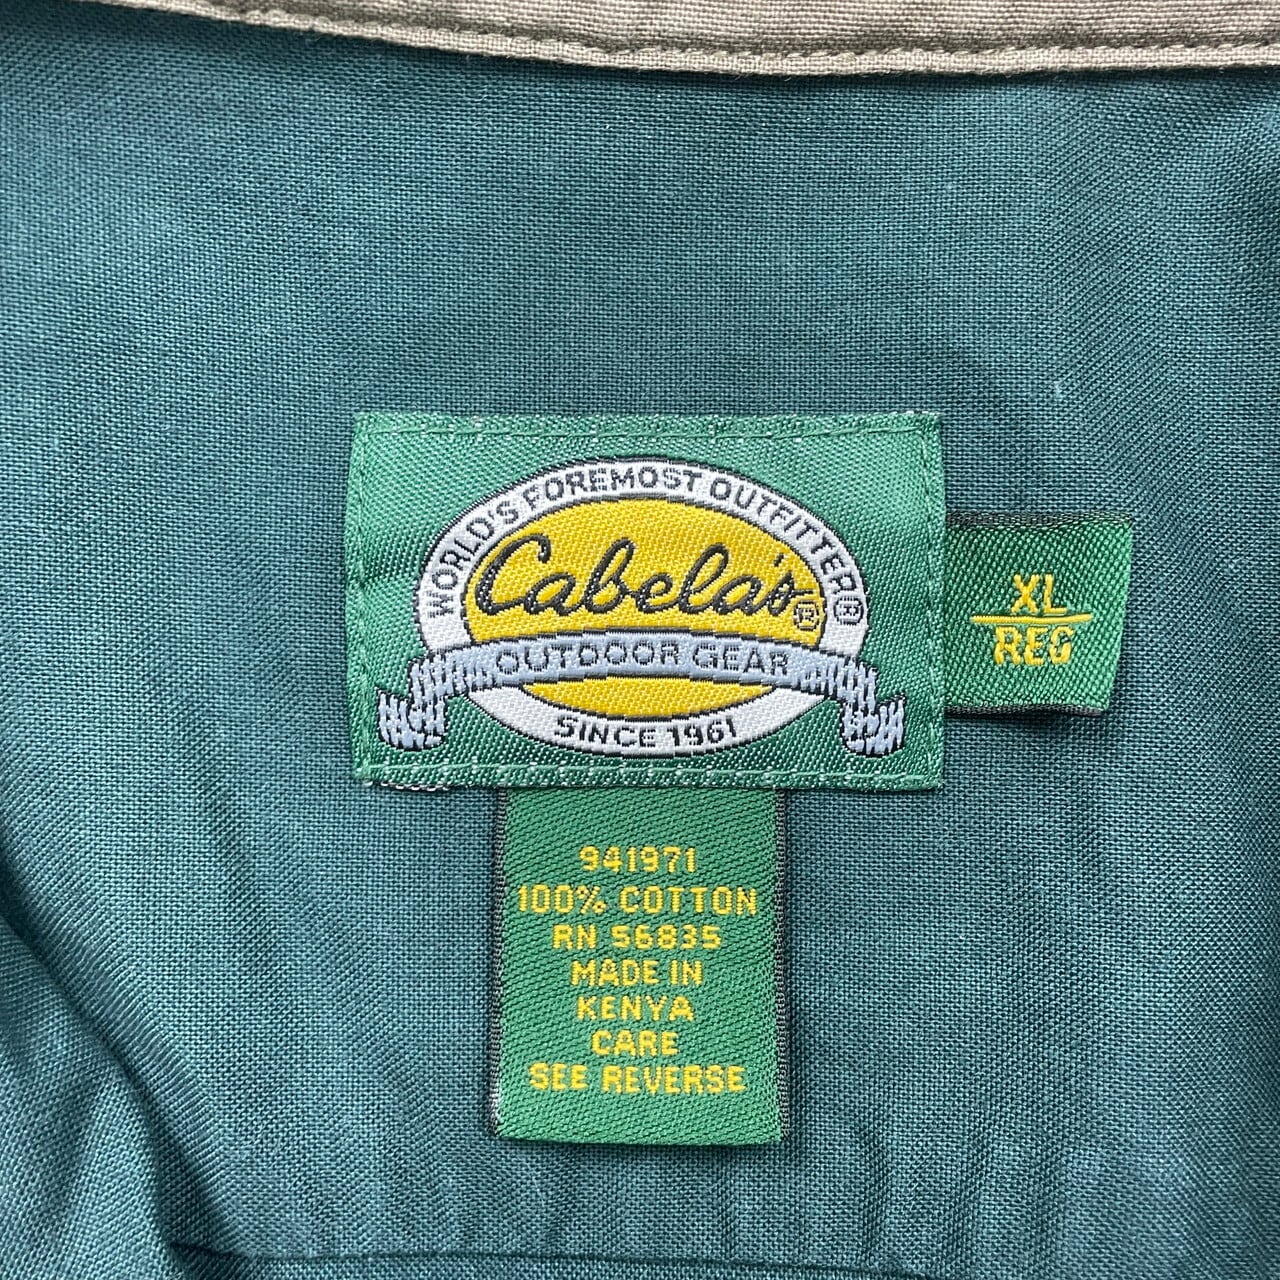 WORLD'S FOREMOST OUTFITTER®
Cabela's®
OUTDOOR GEAR
SINCE 1961
XL
REG
941971
100% COTTON
RN 56835
MADE IN
KENYA
CARE
SEE REVERSE